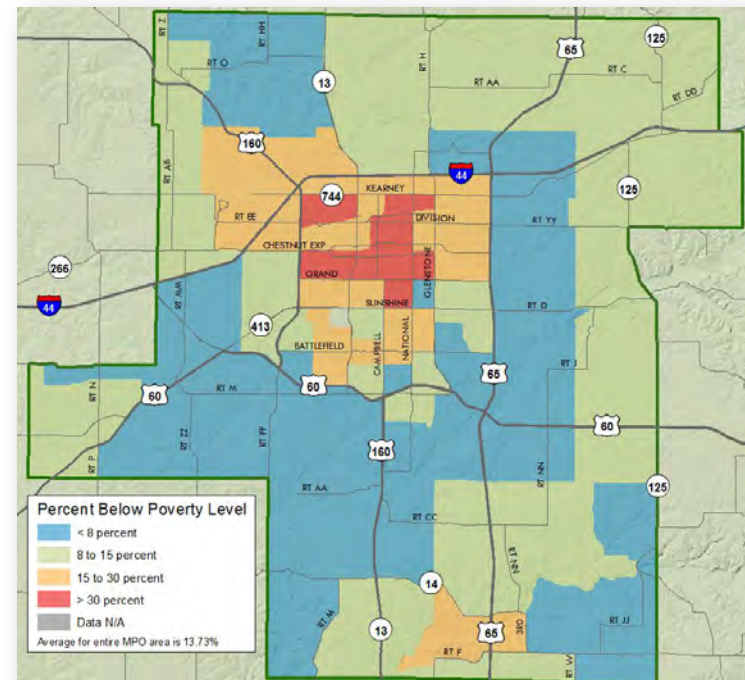 RT Z
RT HH
RT O
13
RT H
65
125
RT AA
RT C
RT DD
160
RT AB
44
KEARNEY
744
125
RT EE
DIVISION
RT YY
CHESTNUT EXP
266
GRAND
GLENSTONE
44
RT WW
SUNSHINE
RT D
413
BATTLEFIELD
CAMPBELL
NATIONAL
RT J
60
RT N
RT M
60
65
60
RT ZZ
RT FF
160
RT P
RT AA
RT NN
125
RT CC
RT NN
14
RT M
13
65
3RD
RT JJ
RT F
RT W
Percent Below Poverty Level
< 8 percent
8 to 15 percent
15 to 30 percent
> 30 percent
Data N/A
Average for entire MPO area is 13.73%